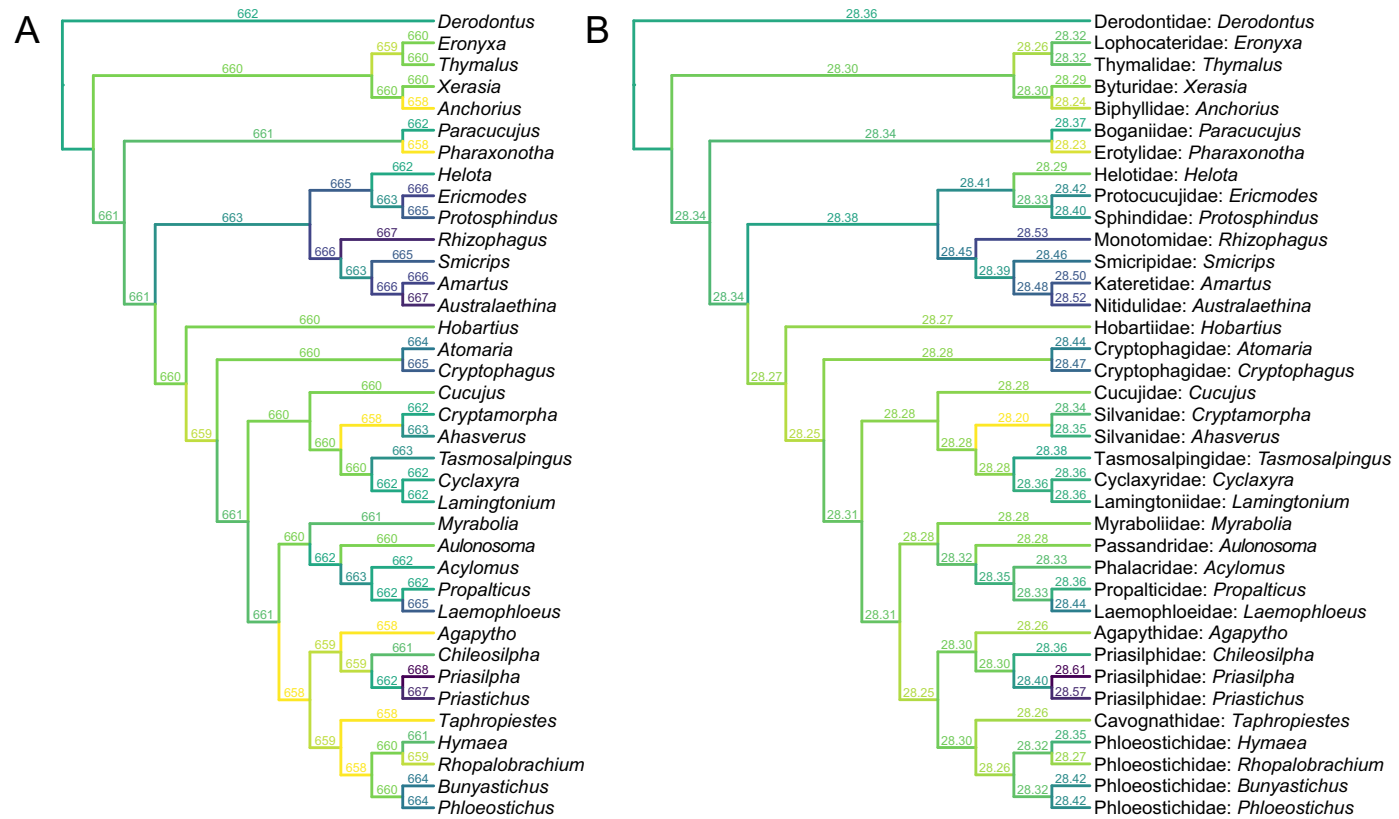 A
662
Derodontus
660
Eronyxa
659
660
Thymalus
660
660
Xerasia
660
658
Anchorius
662
Paracucujus
661
658
Pharaxonotha
662
Helota
665
666
Ericmodes
663
665
Protosphindus
661
663
667
Rhizophagus
666
665
Smicrips
663
666
Amartus
666
667
Australaethina
661
660
Hobartius
664
Atomaria
660
665
Cryptophagus
660
660
Cucujus
662
Cryptamorpha
660
658
663
Ahasverus
659
660
663
Tasmosalpingus
660
662
Cyclaxyra
662
662
Lamingtonium
661
661
Myrabolia
660
660
Aulonosoma
662
662
Acylomus
663
662
Propalticus
662
665
Laemophloeus
661
658
Agapytho
659
661
Chileosilpha
659
668
Priasilpha
662
667
Priastichus
658
658
Taphropiestes
661
Hymaea
659
660
659
Rhopalobrachium
658
664
Bunyastichus
660
664
Phloeostichus
B
28.36
Derodontidae: Derodontus
28.32
Lophocateridae: Eronyxa
28.26
28.32
Thymalidae: Thymalus
28.30
28.29
Byturidae: Xerasia
28.30
28.24
Biphyllidae: Anchorius
28.37
Boganiidae: Paracucujus
28.34
28.23
Erotylidae: Pharaxonotha
28.29
Helotidae: Helota
28.41
28.42
Protocucujidae: Ericmodes
28.33
28.40
Sphindidae: Protosphindus
28.34
28.38
28.53
Monotomidae: Rhizophagus
28.45
28.46
Smicripidae: Smicrips
28.39
28.50
Kateretidae: Amartus
28.48
28.52
Nitidulidae: Australaethina
28.34
28.27
Hobartiidae: Hobartius
28.44
Cryptophagidae: Atomaria
28.28
28.47
Cryptophagidae: Cryptophagus
28.27
28.28
Cucujidae: Cucujus
28.34
Silvanidae: Cryptamorpha
28.28
28.20
28.35
Silvanidae: Ahasverus
28.25
28.28
28.38
Tasmosalpingidae: Tasmosalpingus
28.28
28.36
Cyclaxyridae: Cyclaxyra
28.36
28.36
Lamingtoniidae: Lamingtonium
28.31
28.28
Myraboliidae: Myrabolia
28.28
28.28
Passandridae: Aulonosoma
28.32
28.33
Phalacridae: Acylomus
28.35
28.36
Propalticidae: Propalticus
28.33
28.44
Laemophloeidae: Laemophloeus
28.31
28.26
Agapythidae: Agapytho
28.30
28.36
Priasilphidae: Chileosilpha
28.30
28.61
Priasilphidae: Priasilpha
28.40
28.57
Priasilphidae: Priastichus
28.25
28.26
Cavognathidae: Taphropiestes
28.35
Phloeostichidae: Hymaea
28.30
28.32
28.27
Phloeostichidae: Rhopalobrachium
28.26
28.42
Phloeostichidae: Bunyastichus
28.32
28.42
Phloeostichidae: Phloeostichus